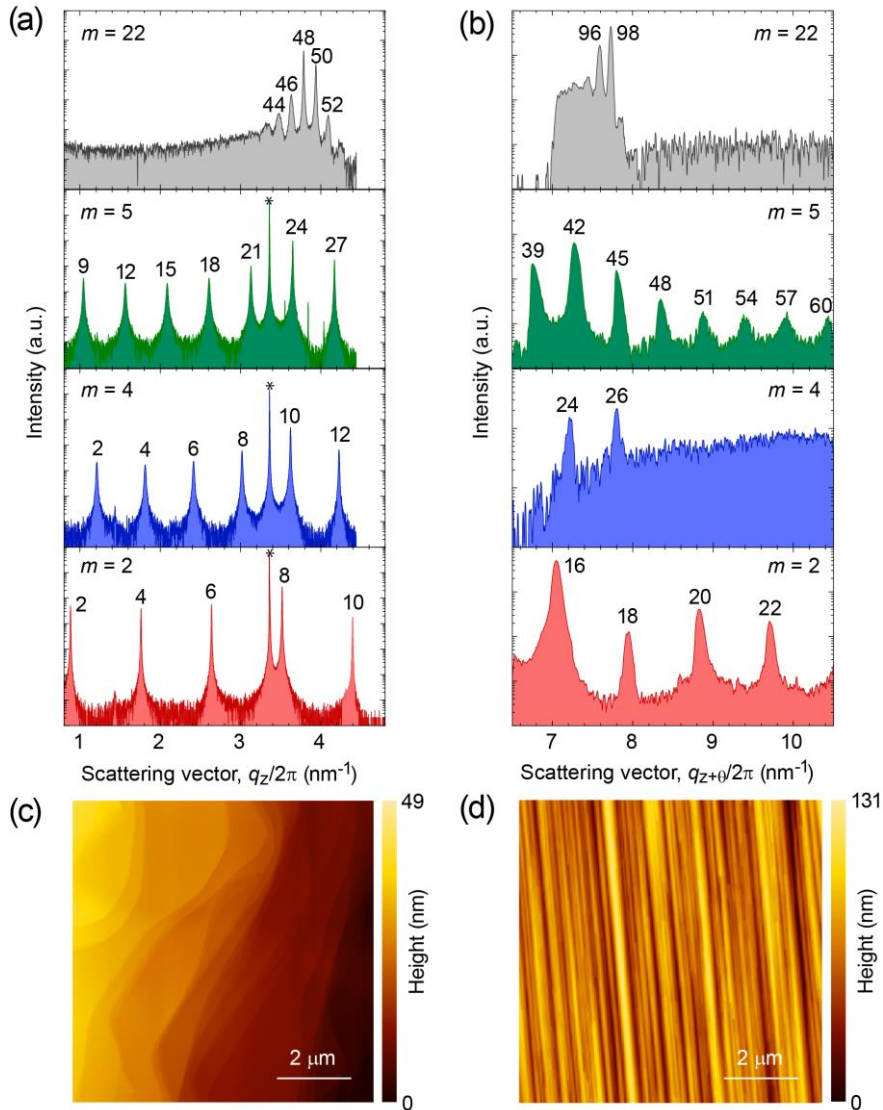 (a)
m = 22
44
46
48
50
52
m = 5
9
12
15
18
21
*
24
27
m = 4
2
4
6
8
*
10
12
m = 2
2
4
6
*
8
10
1
2
3
4
Intensity (a.u.)
Scattering vector, qz/2π (nm⁻¹)
(b)
m = 22
96
98
m = 5
39
42
45
48
51
54
57
60
m = 4
24
26
m = 2
16
18
20
22
7
8
9
10
Intensity (a.u.)
Scattering vector, qz+θ/2π (nm⁻¹)
(c)
49
Height (nm)
0
2 μm
(d)
131
Height (nm)
0
2 μm